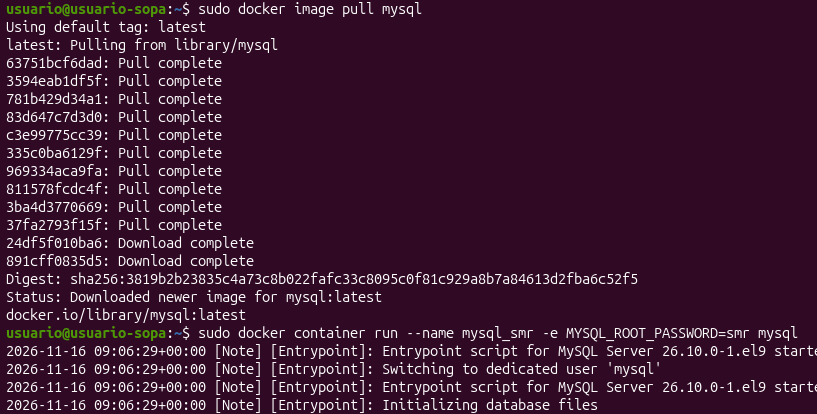 usuario@usuario-sopa:~$ sudo docker image pull mysql
Using default tag: latest
latest: Pulling from library/mysql
63751bcf6dad: Pull complete
3594eab1df5f: Pull complete
781b429d34a1: Pull complete
83d647c7d3d0: Pull complete
c3e99775cc39: Pull complete
335c0ba6129f: Pull complete
969334aca9fa: Pull complete
811578fcdc4f: Pull complete
3ba4d3770669: Pull complete
37fa2793f15f: Pull complete
24df5f010ba6: Download complete
891cff0835d5: Download complete
Digest: sha256:3819b2b23835c4a73c8b022fafc33c8095c0f81c929a8b7a84613d2fba6c52f5
Status: Downloaded newer image for mysql:latest
docker.io/library/mysql:latest
usuario@usuario-sopa:~$ sudo docker container run --name mysql_smr -e MYSQL_ROOT_PASSWORD=smr mysql
2026-11-16 09:06:29+00:00 [Note] [Entrypoint]: Entrypoint script for MySQL Server 26.10.0-1.el9 starte
2026-11-16 09:06:29+00:00 [Note] [Entrypoint]: Switching to dedicated user 'mysql'
2026-11-16 09:06:29+00:00 [Note] [Entrypoint]: Entrypoint script for MySQL Server 26.10.0-1.el9 starte
2026-11-16 09:06:29+00:00 [Note] [Entrypoint]: Initializing database files